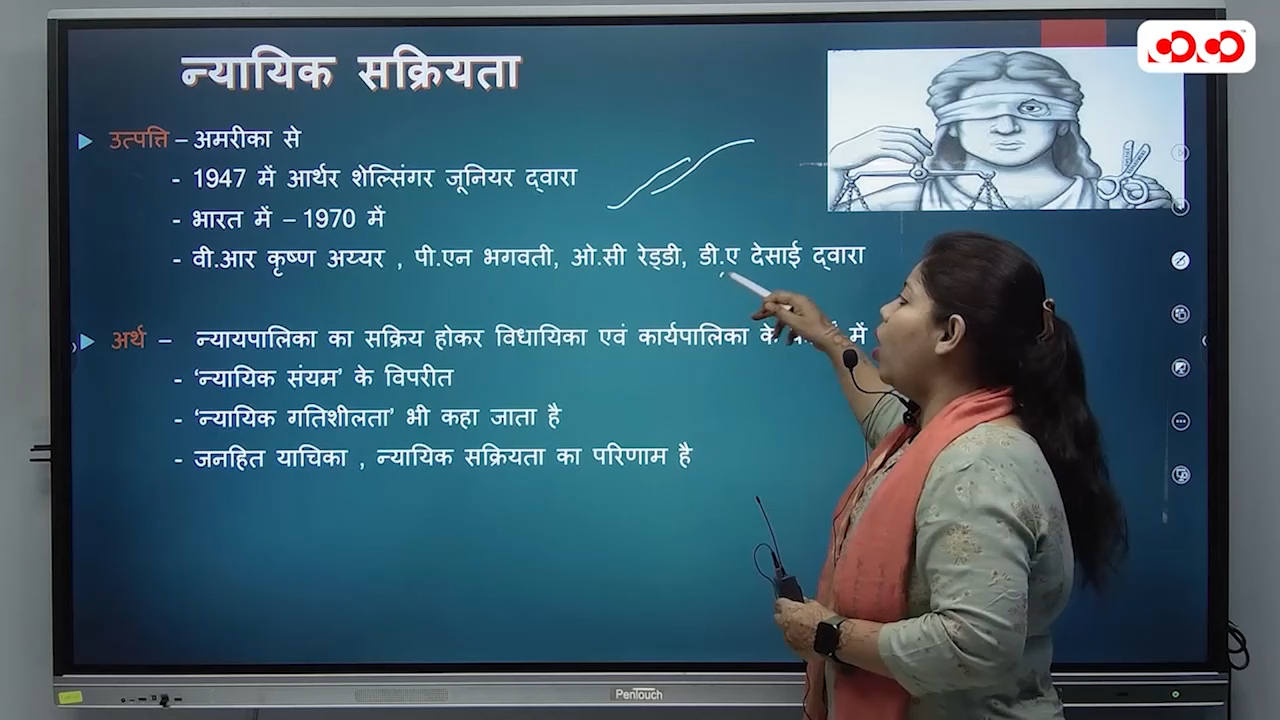 न्यायिक सक्रियता
उत्पत्ति – अमरीका से
- 1947 में आर्थर शेल्सिंगर जूनियर द्वारा
- भारत में – 1970 में
- वी.आर कृष्ण अय्यर , पी.एन भगवती, ओ.सी रेड्डी, डी.ए देसाई द्वारा
अर्थ – न्यायपालिका का सक्रिय होकर विधायिका एवं कार्यपालिका के में
- ‘न्यायिक संयम’ के विपरीत
- ‘न्यायिक गतिशीलता’ भी कहा जाता है
- जनहित याचिका , न्यायिक सक्रियता का परिणाम है
PenTouch